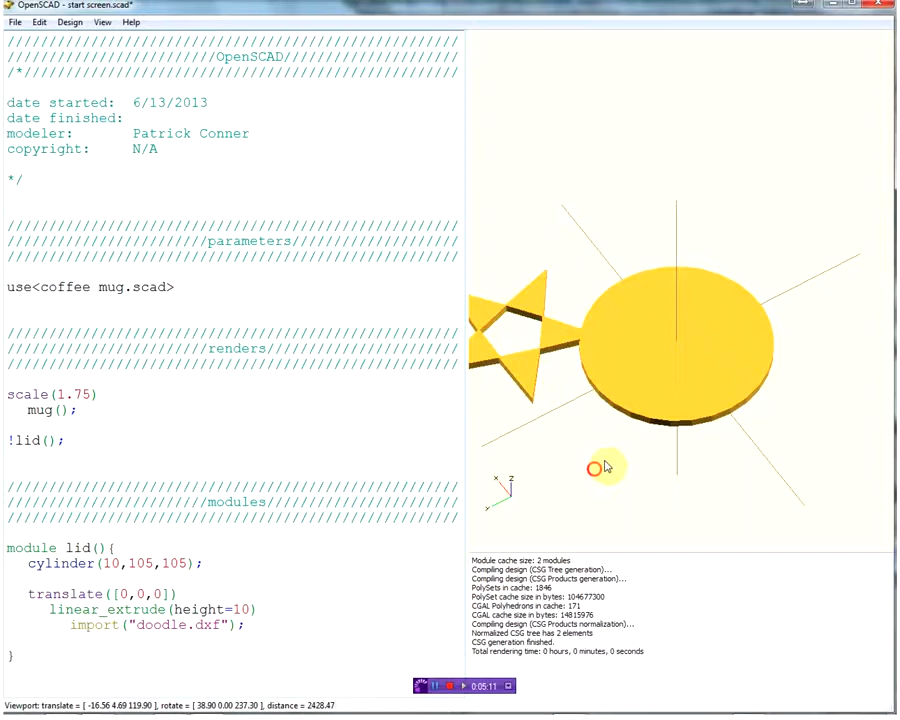 OpenSCAD - start screen.scad*
File Edit Design View Help
//////////////////////////////////////////////////////
/////////////////////////OpenSCAD/////////////////////
/*////////////////////////////////////////////////////
date started: 6/13/2013
date finished:
modeler: Patrick Conner
copyright: N/A
*/
//////////////////////////////////////////////////////
////////////////////////parameters////////////////////
//////////////////////////////////////////////////////
use<coffee mug.scad>
//////////////////////////////////////////////////////
////////////////////////renders///////////////////////
//////////////////////////////////////////////////////
scale(1.75)
mug();
!lid();
//////////////////////////////////////////////////////
////////////////////////modules///////////////////////
//////////////////////////////////////////////////////
module lid(){
cylinder(10,105,105);
translate([0,0,0])
linear_extrude(height=10)
import("doodle.dxf");
}
x z
y
Module cache size: 2 modules
Compiling design (CSG Tree generation)...
Compiling design (CSG Products generation)...
PolySets in cache: 1846
PolySet cache size in bytes: 104677300
CGAL Polyhedrons in cache: 171
CGAL cache size in bytes: 14815976
Compiling design (CSG Products normalization)...
Normalized CSG tree has 2 elements
CSG generation finished.
Total rendering time: 0 hours, 0 minutes, 0 seconds
0:05:11
Viewport: translate = [ -16.56 4.69 119.90 ], rotate = [ 38.90 0.00 237.30 ], distance = 2428.47